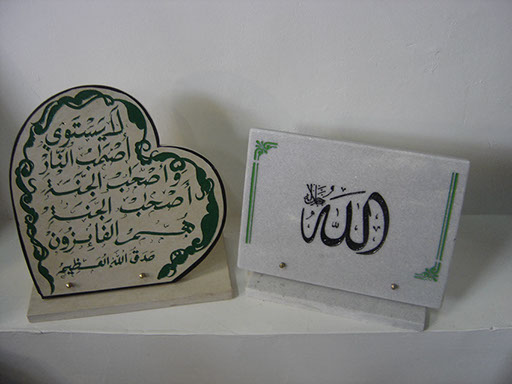 لا يستوي
أصحب النار
وأصحب الجنة
أصحب الجنة
هم الفائزون
صدق الله العظيم
الله